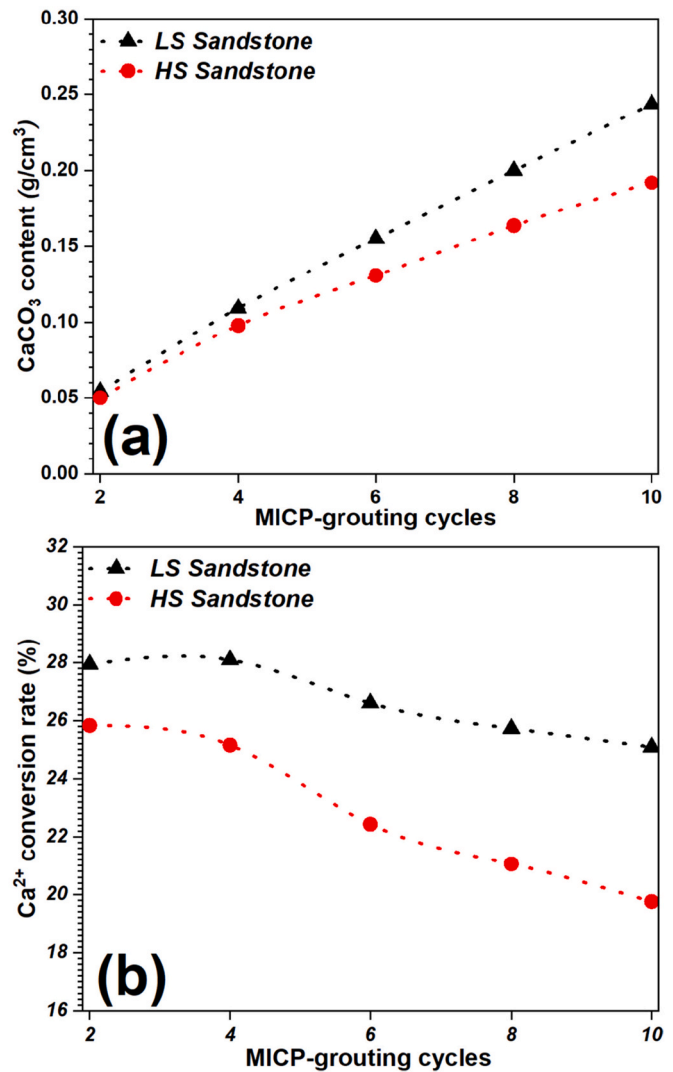 0.30
0.25
0.20
0.15
0.10
0.05
0.00
CaCO₃ content (g/cm³)
LS Sandstone
HS Sandstone
(a)
2 4 6 8 10
MICP-grouting cycles
32
30
28
26
24
22
20
18
16
Ca²⁺ conversion rate (%)
LS Sandstone
HS Sandstone
(b)
2 4 6 8 10
MICP-grouting cycles